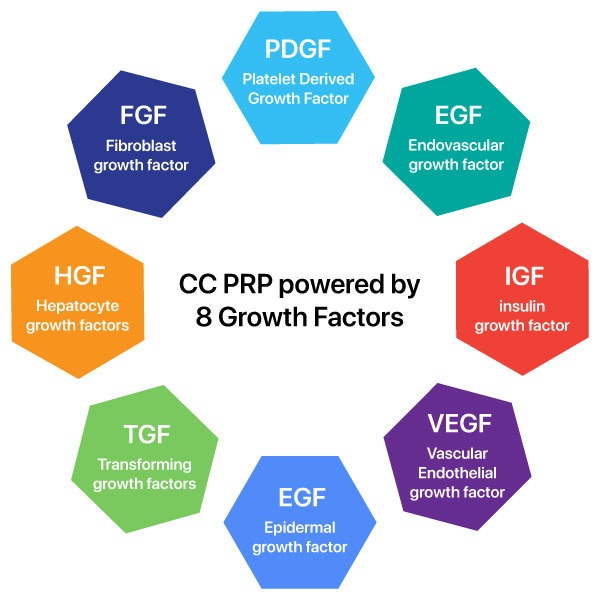 PDGF
Platelet Derived
Growth Factor
EGF
Endovascular
growth factor
IGF
insulin
growth factor
VEGF
Vascular
Endothelial
growth factor
EGF
Epidermal
growth factor
TGF
Transforming
growth factors
HGF
Hepatocyte
growth factors
FGF
Fibroblast
growth factor
CC PRP powered by
8 Growth Factors